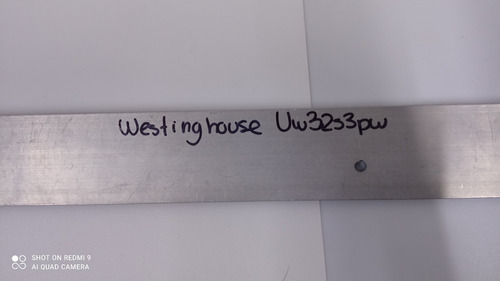 Westinghouse Uw32s3pw
SHOT ON REDMI 9
AI QUAD CAMERA